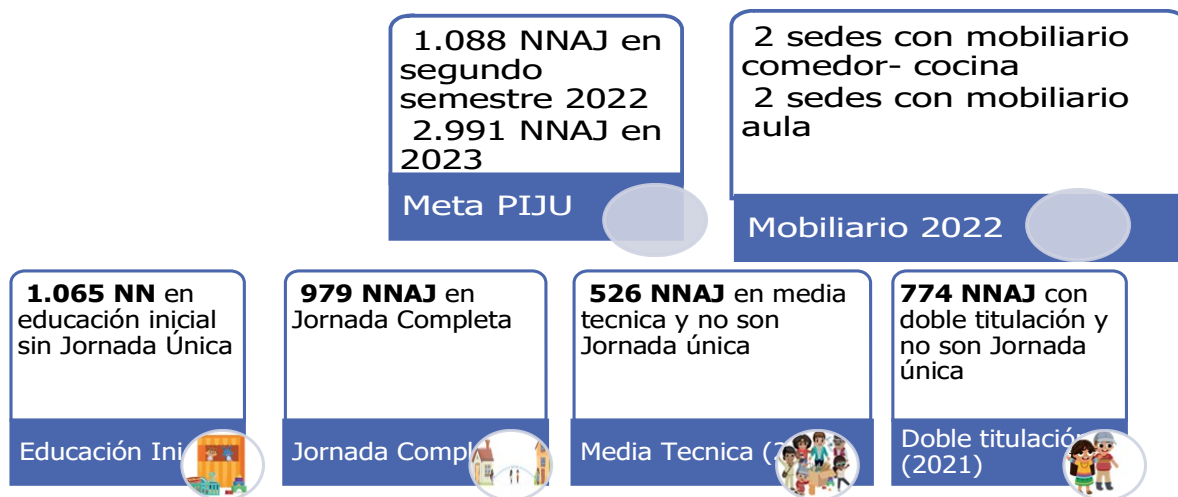 1.088 NNAJ en
segundo
semestre 2022
2.991 NNAJ en
2023
Meta PIJU
2 sedes con mobiliario
comedor- cocina
2 sedes con mobiliario
aula
Mobiliario 2022
1.065 NN en
educación inicial
sin Jornada Única
Educación Ini
979 NNAJ en
Jornada Completa
Jornada Comp
526 NNAJ en media
tecnica y no son
Jornada única
Media Tecnica (
774 NNAJ con
doble titulación y
no son Jornada
única
Doble titulación
(2021)